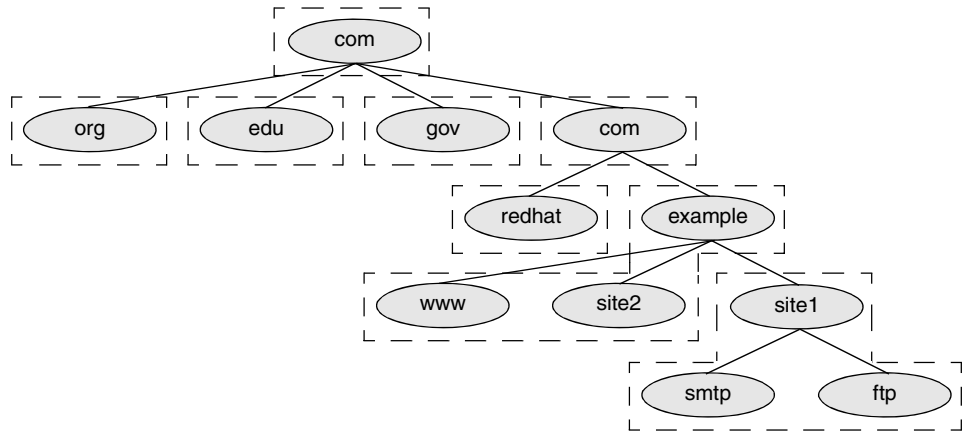 com
org
edu
gov
com
redhat
example
www
site2
site1
smtp
ftp